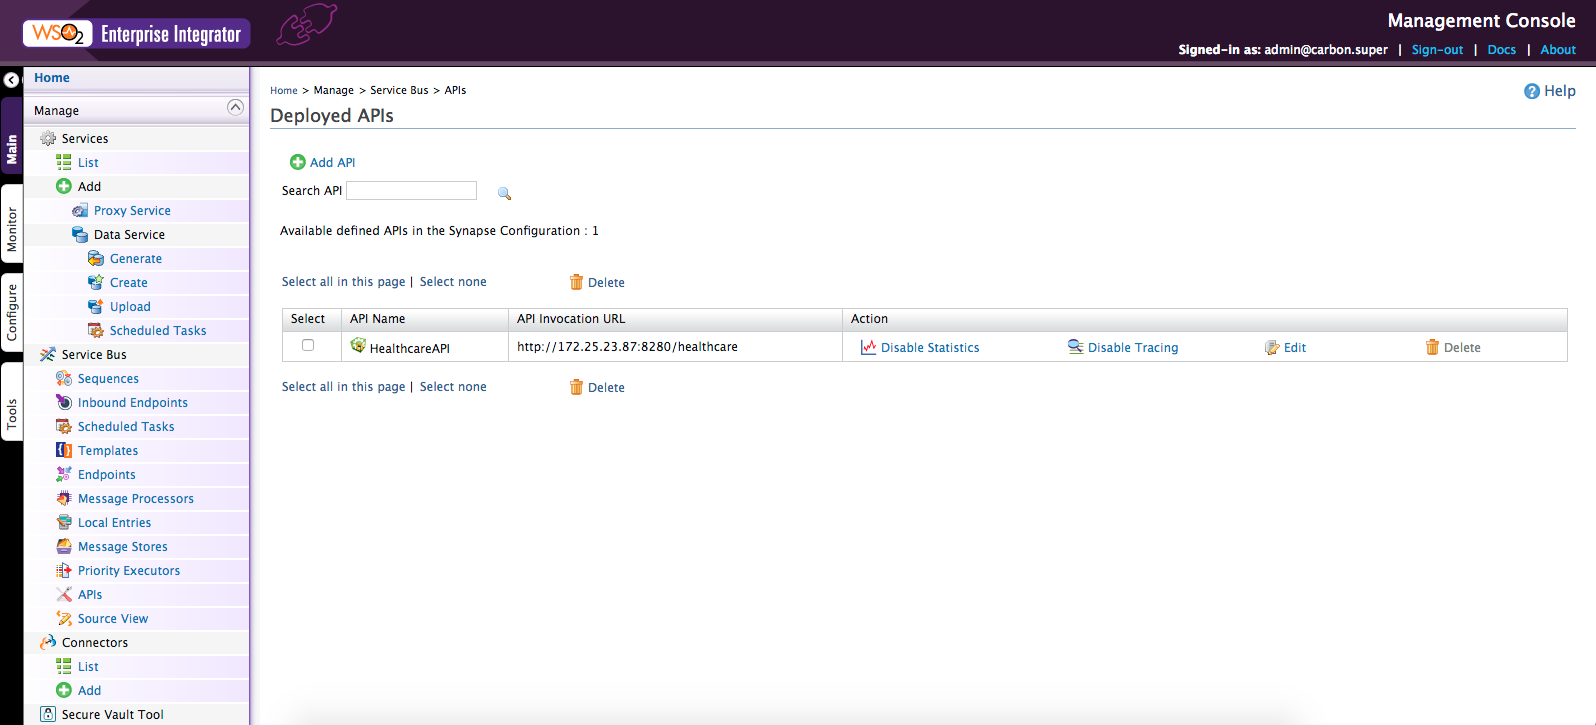 WSO2 Enterprise Integrator
Management Console
Signed-in as: admin@carbon.super | Sign-out | Docs | About
Main
Monitor
Configure
Tools
Home
Manage
Services
List
Add
Proxy Service
Data Service
Generate
Create
Upload
Scheduled Tasks
Service Bus
Sequences
Inbound Endpoints
Scheduled Tasks
Templates
Endpoints
Message Processors
Local Entries
Message Stores
Priority Executors
APIs
Source View
Connectors
List
Add
Secure Vault Tool
Home > Manage > Service Bus > APIs
Help
Deployed APIs
Add API
Search API
Available defined APIs in the Synapse Configuration : 1
Select all in this page | Select none Delete
Select API Name API Invocation URL Action
HealthcareAPI http://172.25.23.87:8280/healthcare Disable Statistics Disable Tracing Edit Delete
Select all in this page | Select none Delete